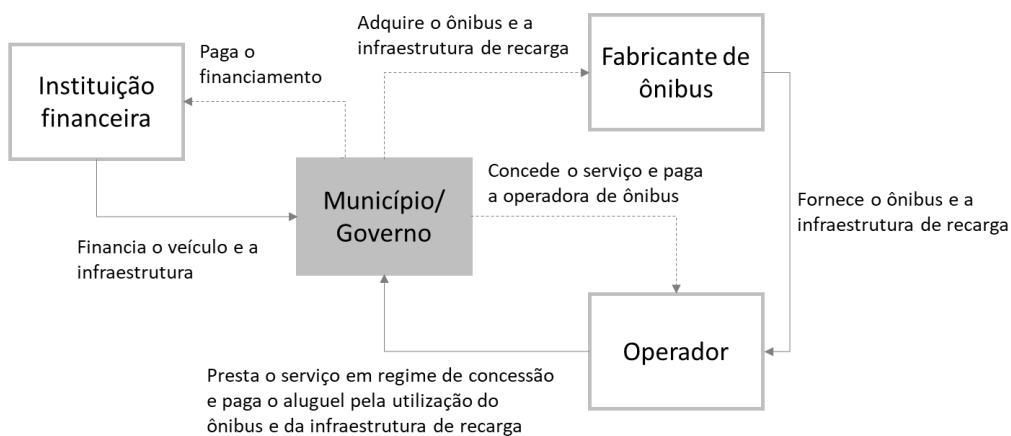 Adquire o ônibus e a
infraestrutura de recarga
Paga o
financiamento
Instituição
financeira
Fabricante de
ônibus
Concede o serviço e paga
a operadora de ônibus
Município/
Governo
Fornece o ônibus e a
infraestrutura de recarga
Financia o veículo e a
infraestrutura
Operador
Presta o serviço em regime de concessão
e paga o aluguel pela utilização do
ônibus e da infraestrutura de recarga